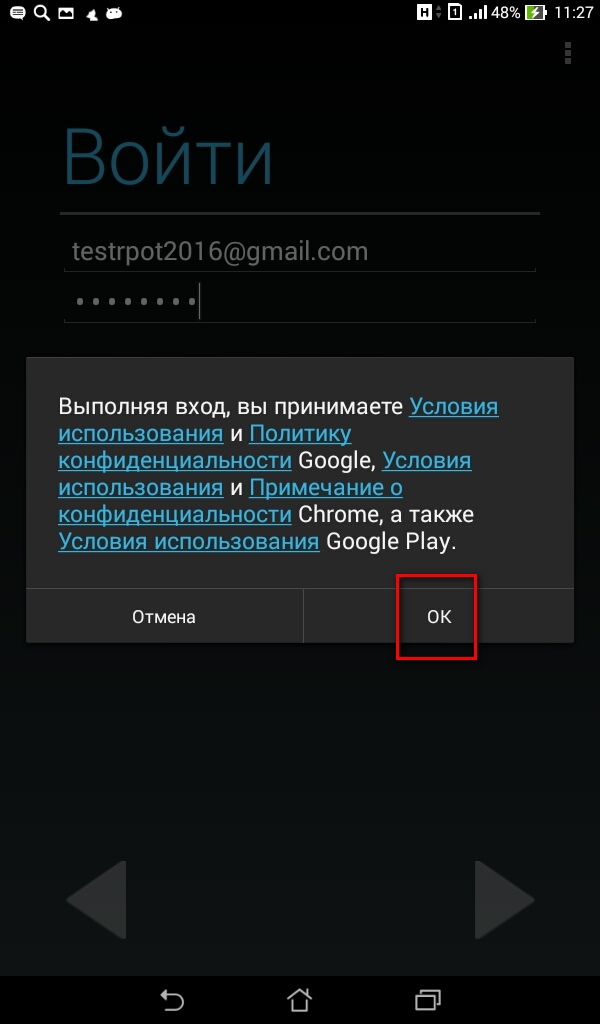 H 1 48% 11:27
Войти
testrpot2016@gmail.com
Выполняя вход, вы принимаете Условия
использования и Политику
конфиденциальности Google, Условия
использования и Примечание о
конфиденциальности Chrome, а также
Условия использования Google Play.
Отмена
ОК